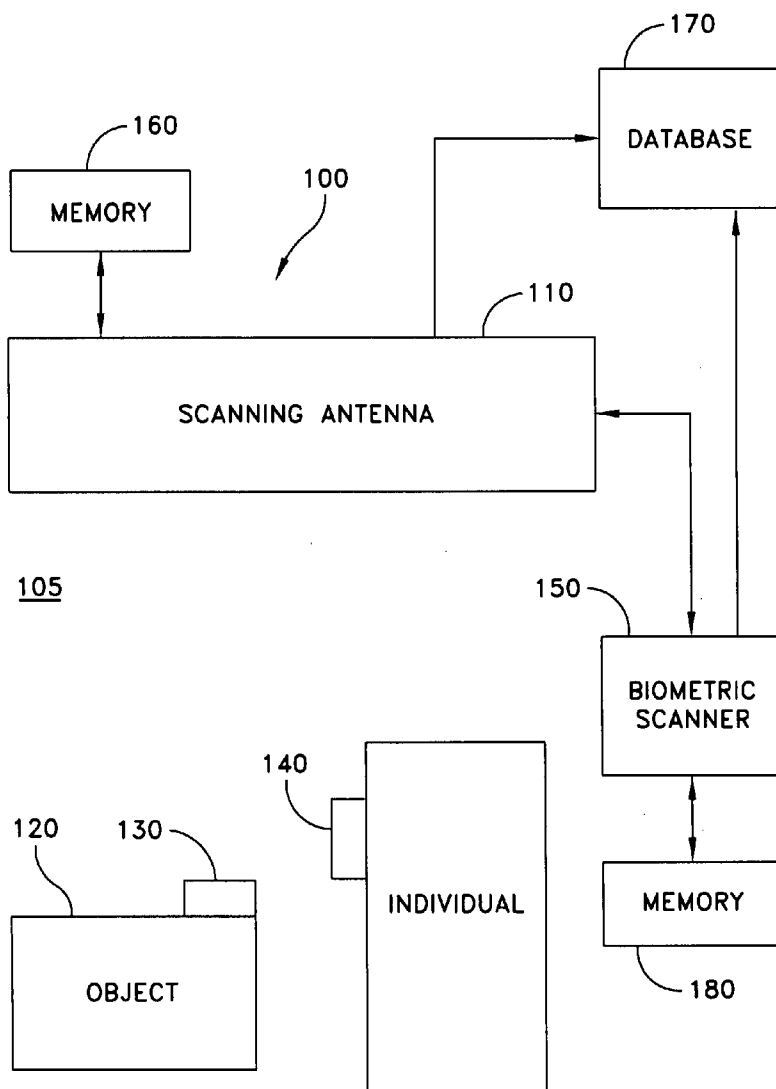 170
DATABASE
160
MEMORY
100
110
SCANNING ANTENNA
105
150
BIOMETRIC
SCANNER
140
130
120
INDIVIDUAL
MEMORY
OBJECT
180